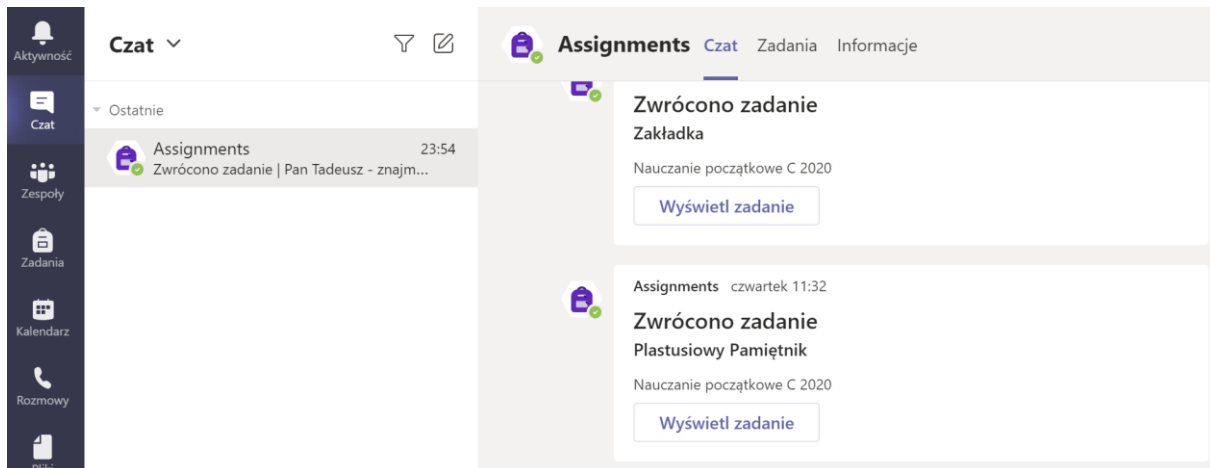 Aktywność
Czat
Zespoły
Zadania
Kalendarz
Rozmowy
Pliki
Czat
Ostatnie
Assignments 23:54
Zwrócono zadanie | Pan Tadeusz - znajm...
Assignments Czat Zadania Informacje
Zwrócono zadanie
Zakładka
Nauczanie początkowe C 2020
Wyświetl zadanie
Assignments czwartek 11:32
Zwrócono zadanie
Plastusiowy Pamiętnik
Nauczanie początkowe C 2020
Wyświetl zadanie